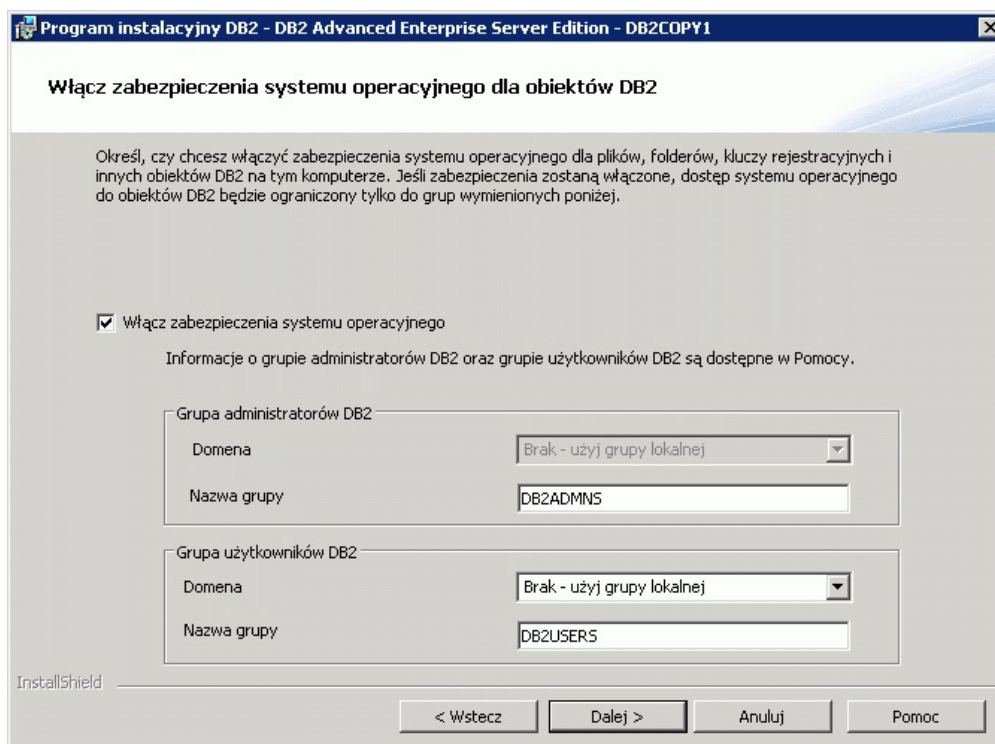 Program instalacyjny DB2 - DB2 Advanced Enterprise Server Edition - DB2COPY1
Włącz zabezpieczenia systemu operacyjnego dla obiektów DB2
Określ, czy chcesz włączyć zabezpieczenia systemu operacyjnego dla plików, folderów, kluczy rejestracyjnych i
innych obiektów DB2 na tym komputerze. Jeśli zabezpieczenia zostaną włączone, dostęp systemu operacyjnego
do obiektów DB2 będzie ograniczony tylko do grup wymienionych poniżej.
Włącz zabezpieczenia systemu operacyjnego
Informacje o grupie administratorów DB2 oraz grupie użytkowników DB2 są dostępne w Pomocy.
Grupa administratorów DB2
Domena Brak - użyj grupy lokalnej
Nazwa grupy DB2ADMNS
Grupa użytkowników DB2
Domena Brak - użyj grupy lokalnej
Nazwa grupy DB2USERS
InstallShield
< Wstecz Dalej > Anuluj Pomoc